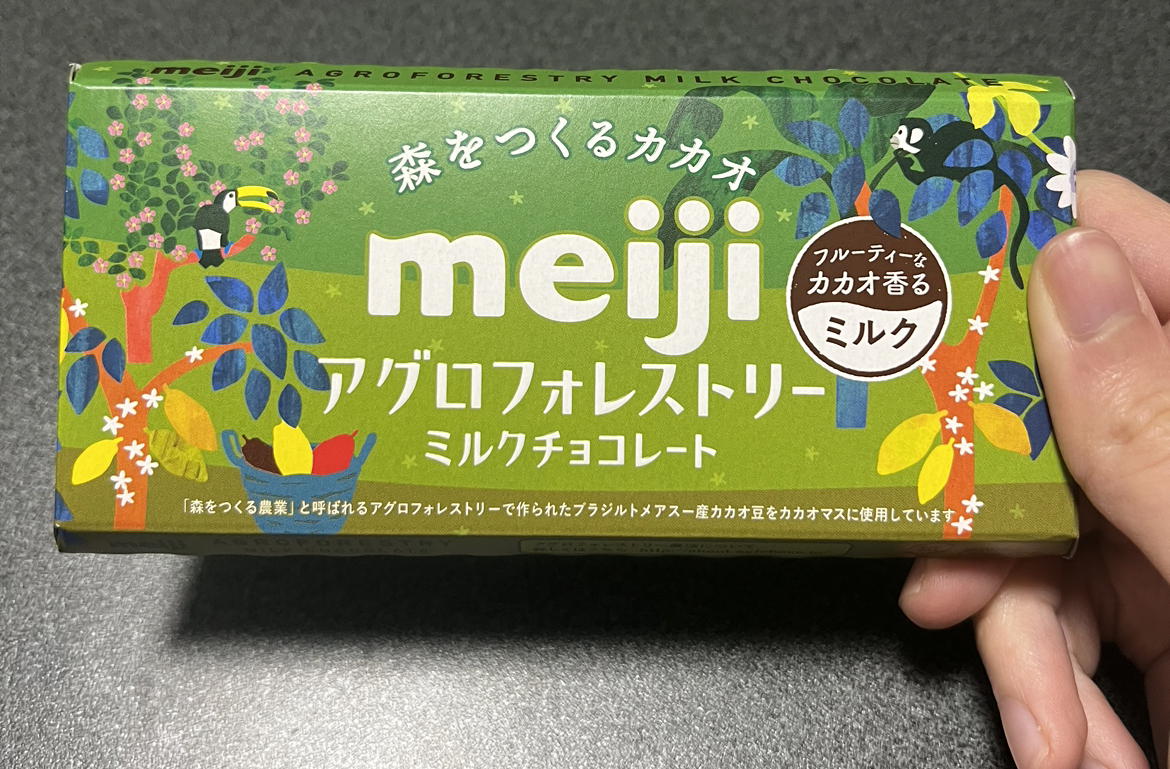 meiji AGROFORESTRY MILK CHOCOLATE
森をつくるカカオ
meiji
フルーティーな
カカオ香る
ミルク
アグロフォレストリー
ミルクチョコレート
「森をつくる農業」と呼ばれるアグロフォレストリーで作られたブラジルトメアスー産カカオ豆をカカオマスに使用しています
meiji AGROFORESTRY